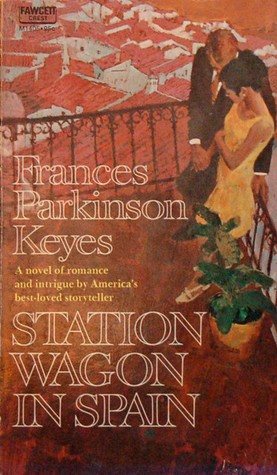 FAWCETT
CREST
Frances
Parkinson
Keyes
A novel of romance
and intrigue by America's
best-loved storyteller
STATION
WAGON
IN SPAIN